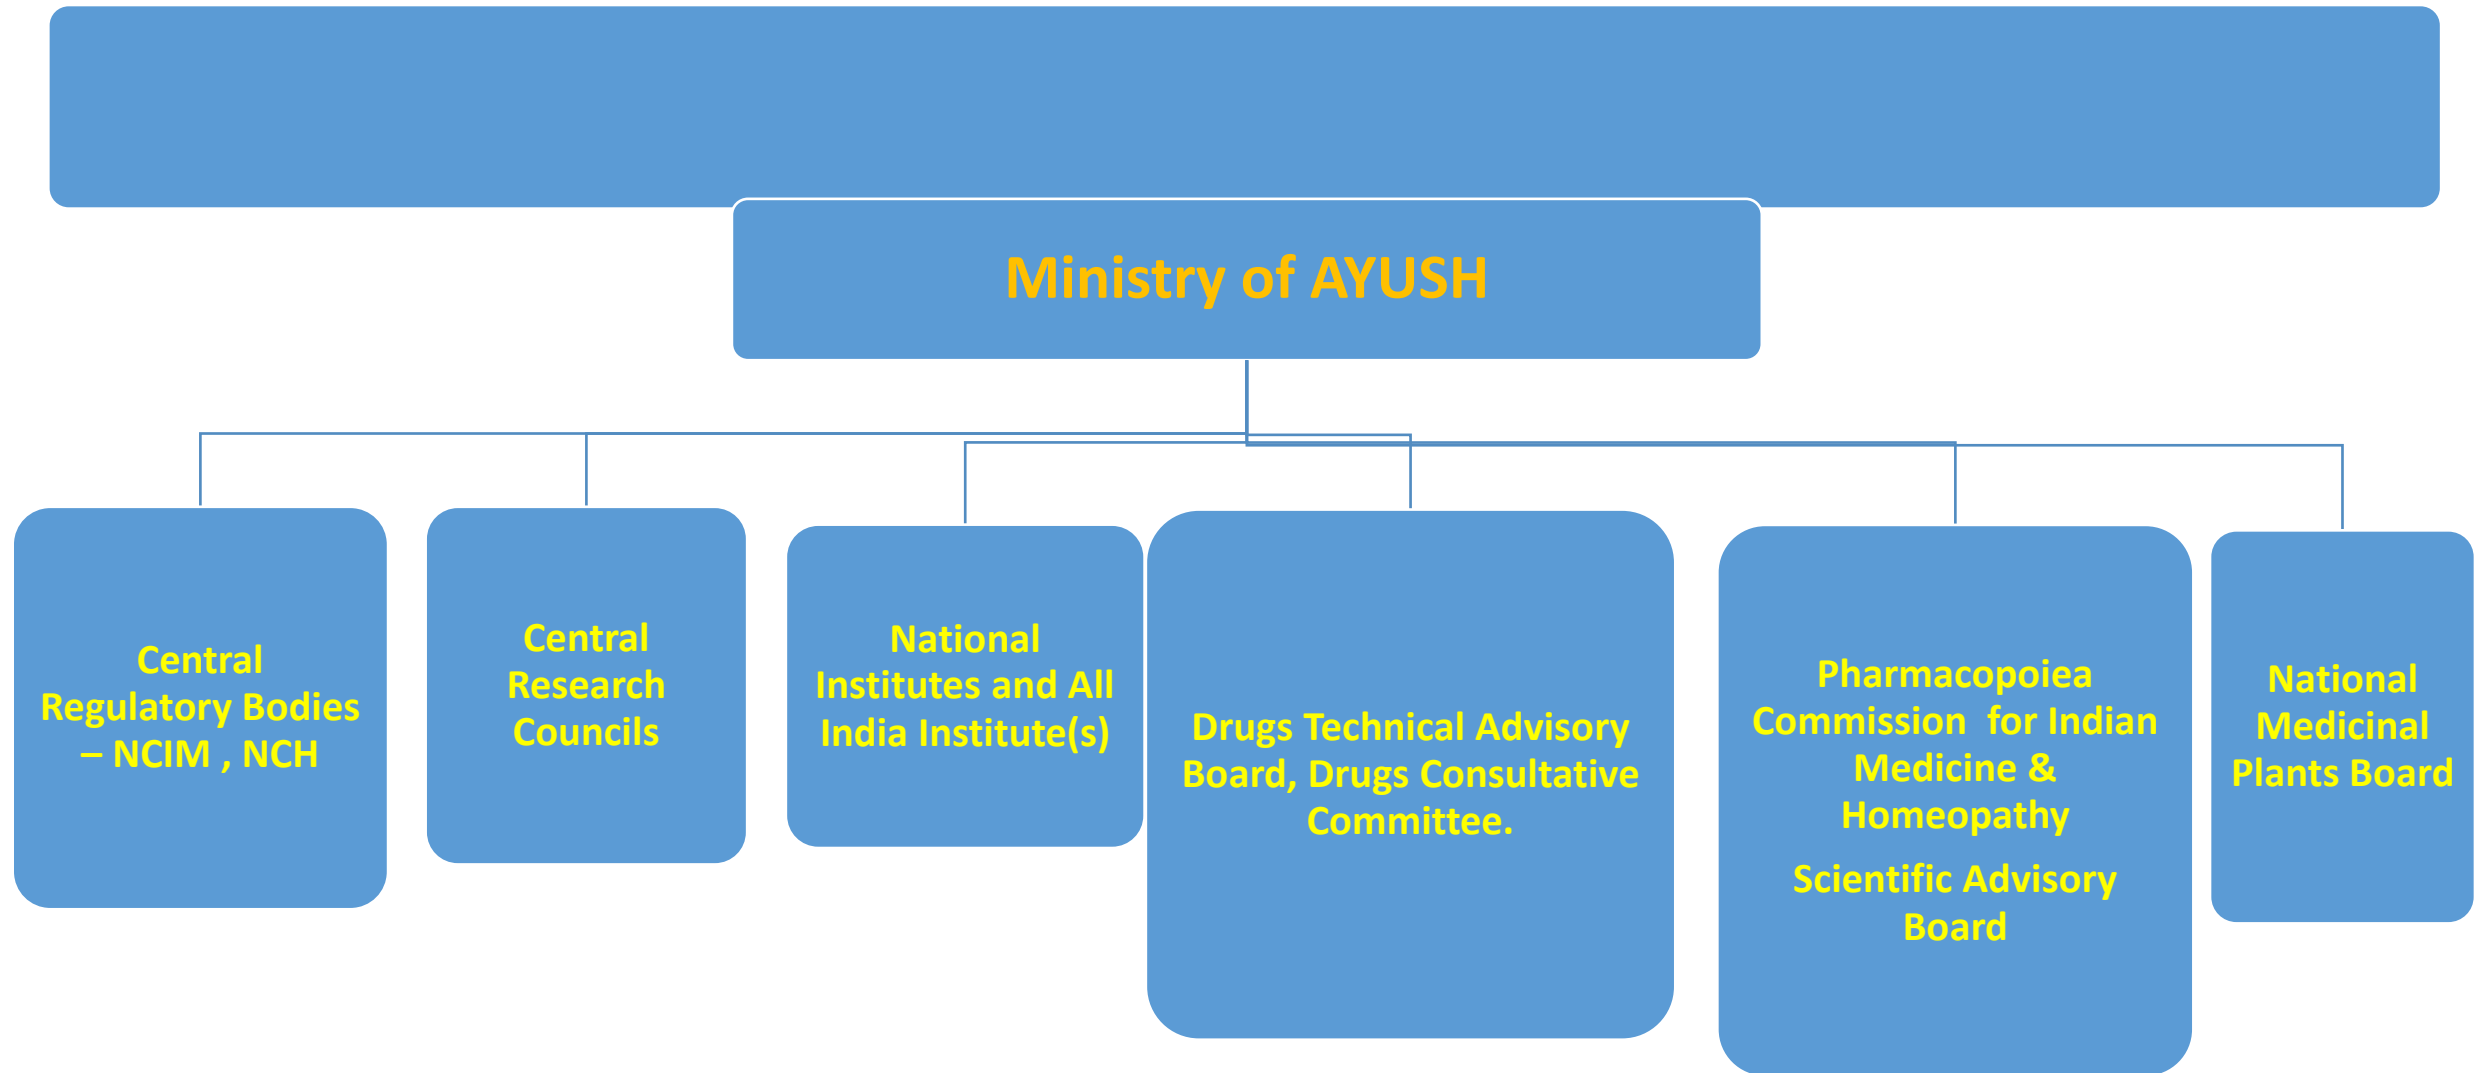 Ministry of AYUSH
Central
Regulatory Bodies
– NCIM , NCH
Central
Research
Councils
National
Institutes and All
India Institute(s)
Drugs Technical Advisory
Board, Drugs Consultative
Committee.
Pharmacopoiea
Commission  for Indian
Medicine &
Homeopathy
Scientific Advisory
Board
National
Medicinal
Plants Board